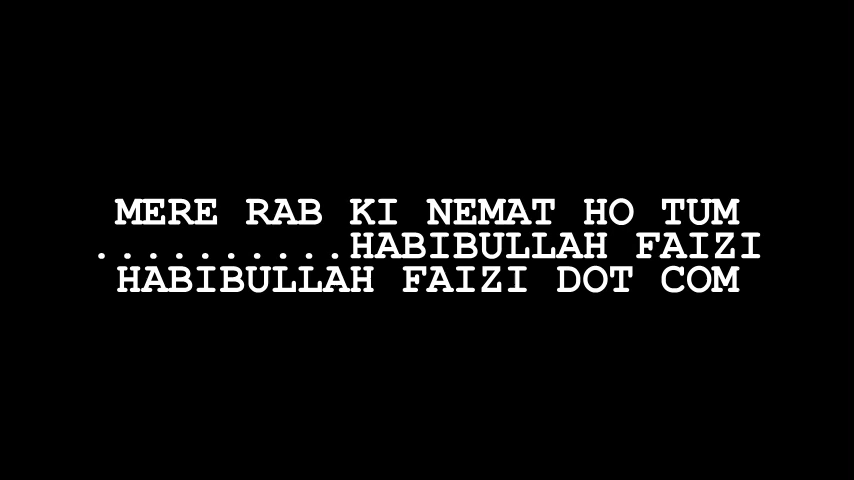 MERE RAB KI NEMAT HO TUM
..........HABIBULLAH FAIZI
HABIBULLAH FAIZI DOT COM